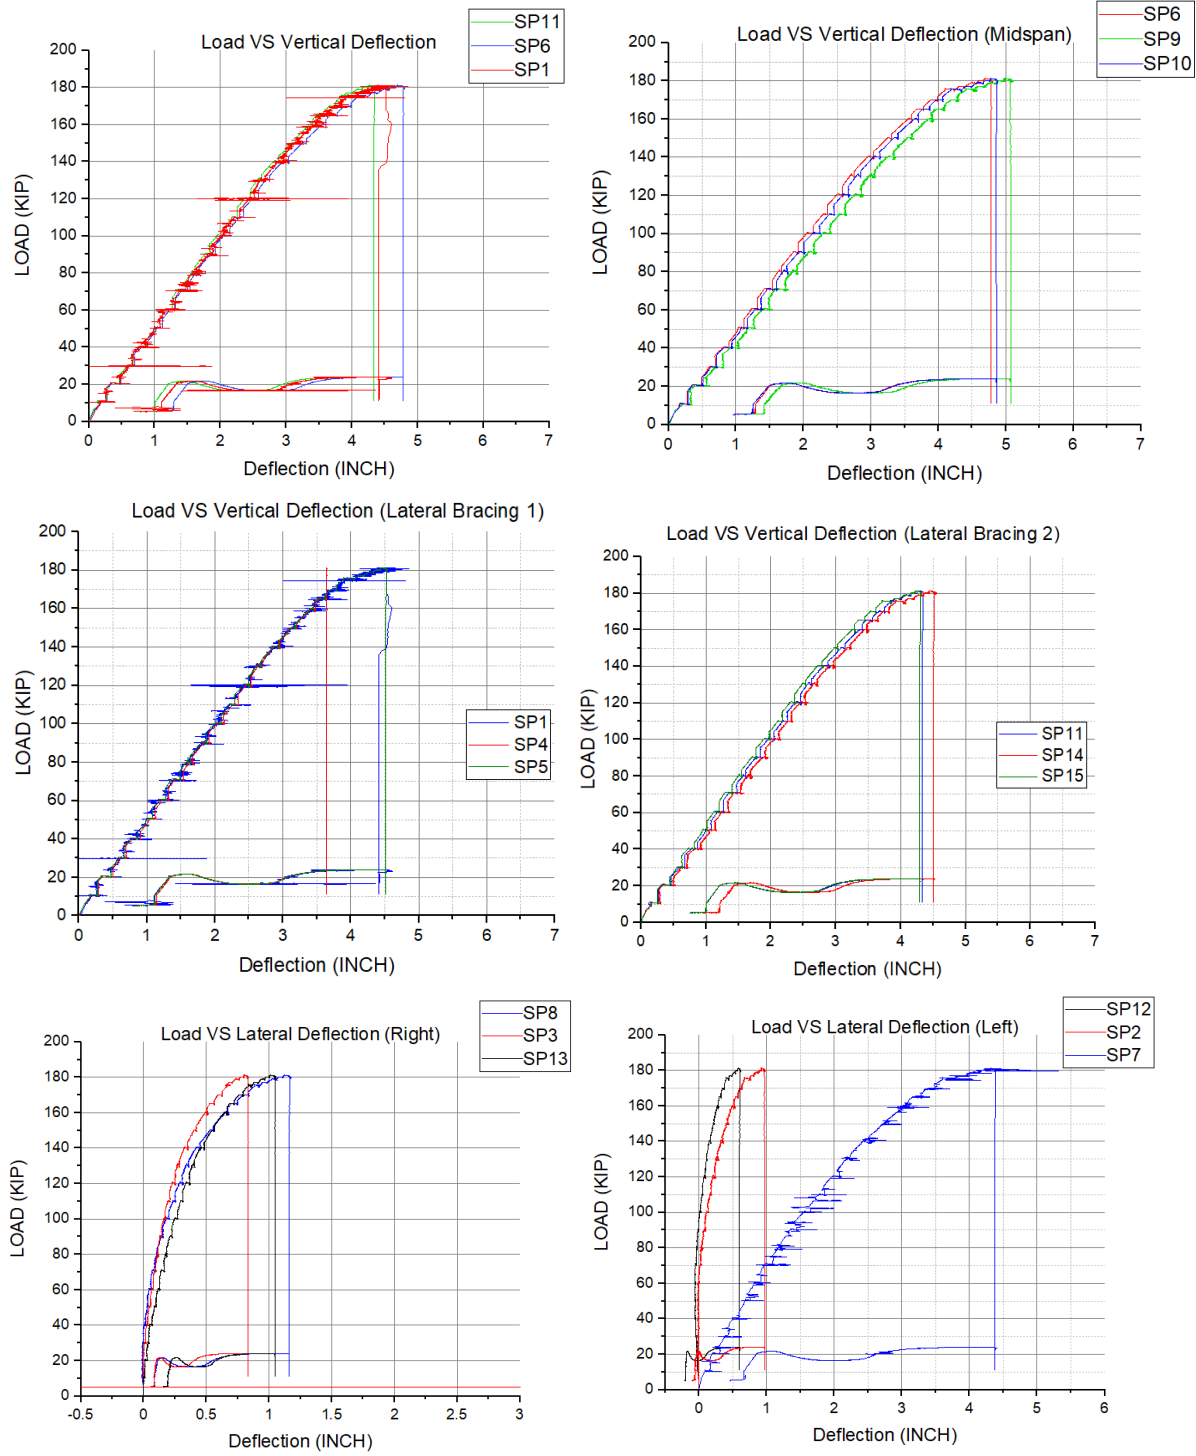 Load VS Vertical Deflection
SP11
SP6
SP1
LOAD (KIP)
200
180
160
140
120
100
80
60
40
20
0
0 1 2 3 4 5 6 7
Deflection (INCH)
Load VS Vertical Deflection (Midspan)
SP6
SP9
SP10
LOAD (KIP)
200
180
160
140
120
100
80
60
40
20
0
0 1 2 3 4 5 6 7
Deflection (INCH)
Load VS Vertical Deflection (Lateral Bracing 1)
LOAD (KIP)
200
180
160
140
120
100
80
60
40
20
0
SP1
SP4
SP5
0 1 2 3 4 5 6 7
Deflection (INCH)
Load VS Vertical Deflection (Lateral Bracing 2)
LOAD (KIP)
200
180
160
140
120
100
80
60
40
20
0
SP11
SP14
SP15
0 1 2 3 4 5 6 7
Deflection (INCH)
Load VS Lateral Deflection (Right)
SP8
SP3
SP13
LOAD (KIP)
200
180
160
140
120
100
80
60
40
20
0
-0.5 0 0.5 1 1.5 2 2.5 3
Deflection (INCH)
Load VS Lateral Deflection (Left)
SP12
SP2
SP7
LOAD (KIP)
200
180
160
140
120
100
80
60
40
20
0
0 1 2 3 4 5 6
Deflection (INCH)